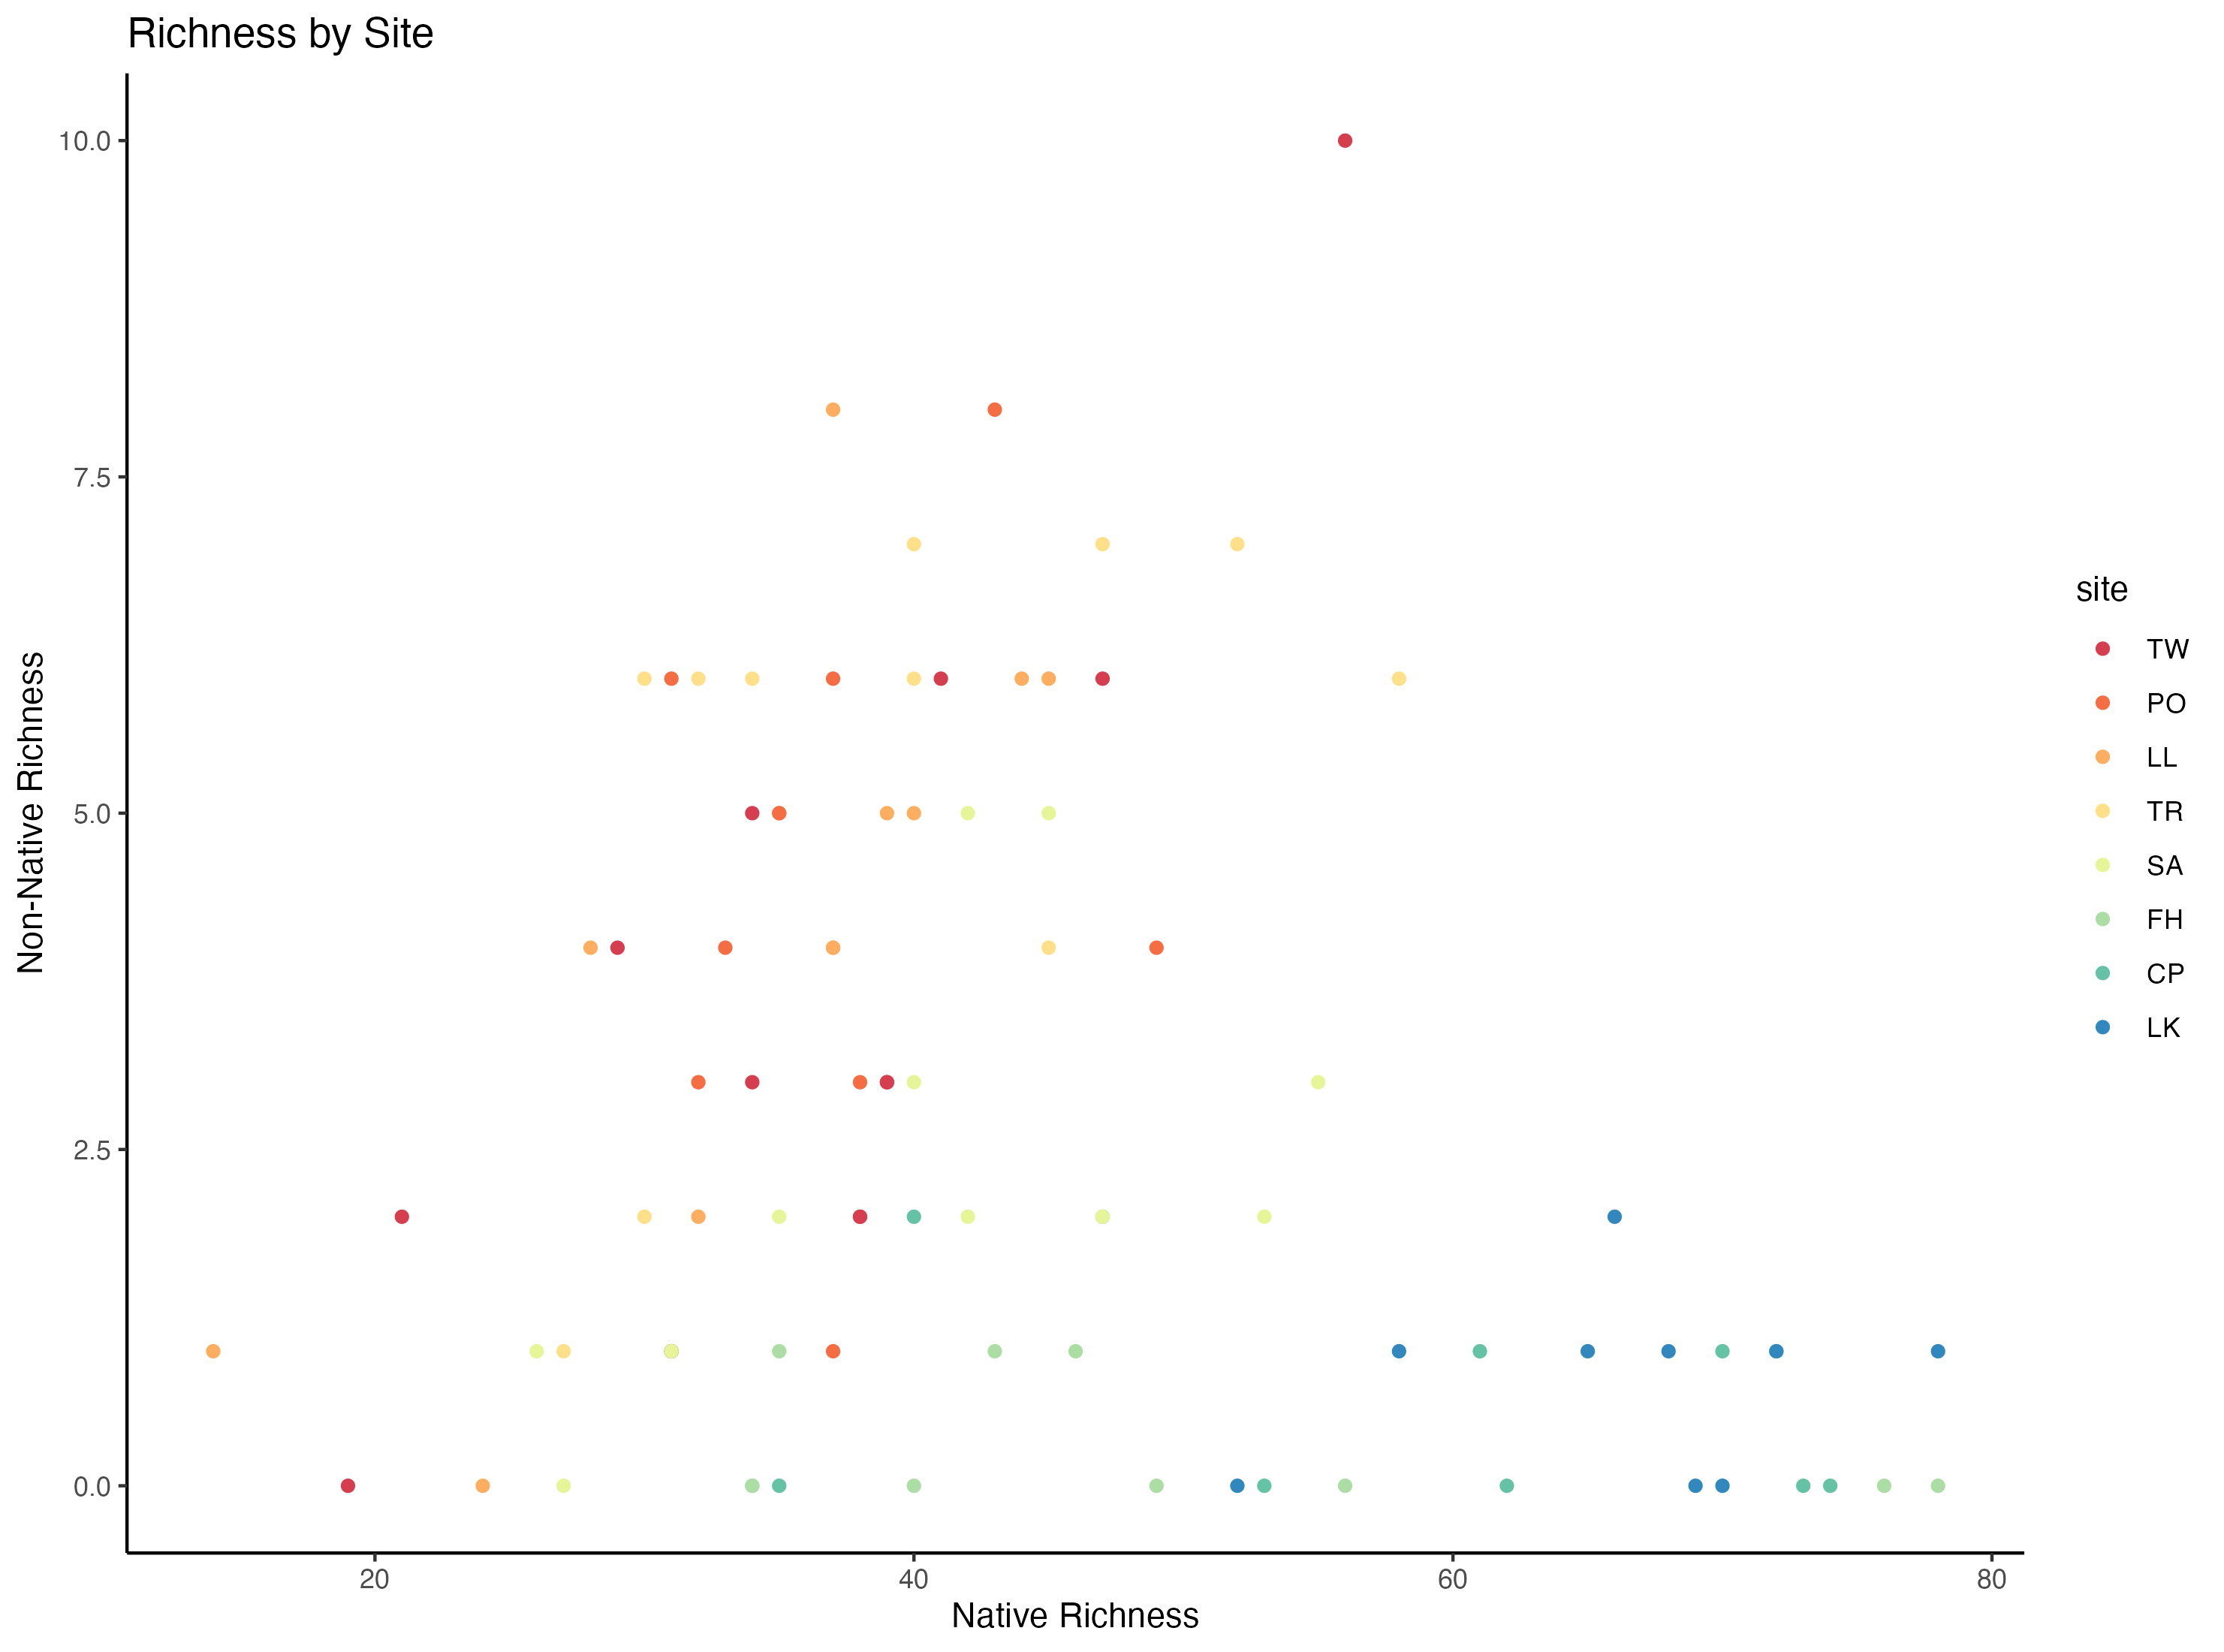 Richness by Site
10.0
7.5
5.0
2.5
0.0
Non-Native Richness
20 40 60 80
Native Richness
site
TW
PO
LL
TR
SA
FH
CP
LK